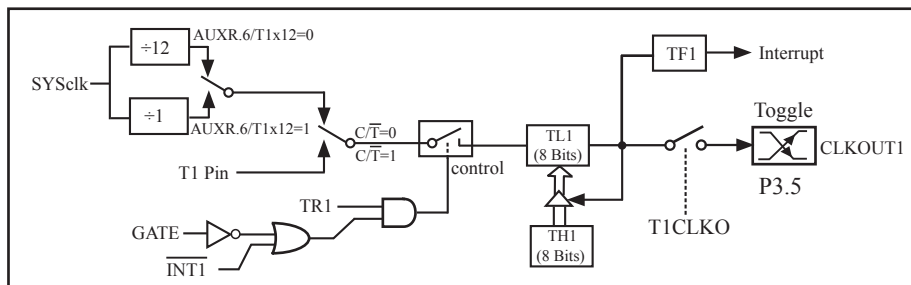 ÷12
AUXR.6/T1x12=0
SYSclk
÷1
AUXR.6/T1x12=1
T1 Pin
C/T̅=0
C/T̅=1
control
TR1
GATE
I̅N̅T̅1̅
TL1
(8 Bits)
TH1
(8 Bits)
TF1
Interrupt
Toggle
CLKOUT1
P3.5
T1CLKO